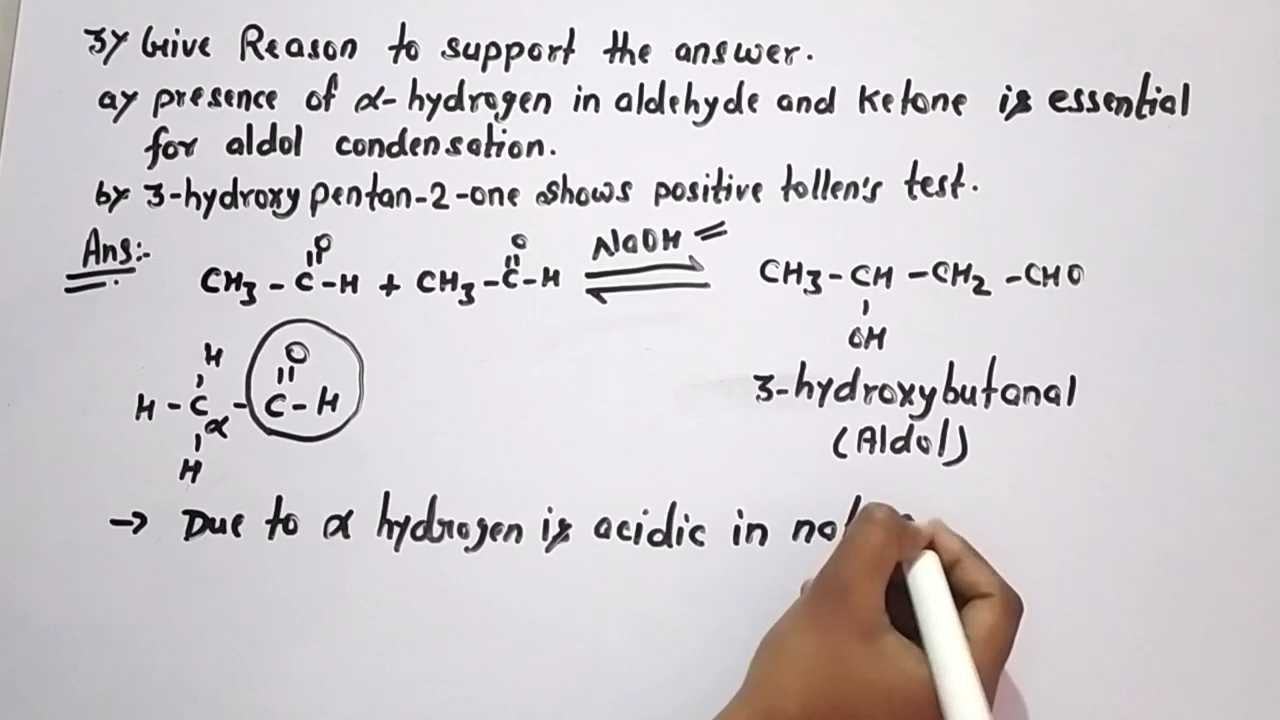 3) Give Reason to support the answer.
a) presence of α-hydrogen in aldehyde and ketone is essential
for aldol condensation.
b) 3-hydroxy pentan-2-one shows positive tollen's test.
Ans:-
O O NaOH
CH3 - C - H + CH3 - C - H ⇌ CH3 - CH - CH2 - CHO
OH
3-hydroxybutanal
(Aldol)
H O
H - C - C - H
α
H
→ Due to α hydrogen is acidic in